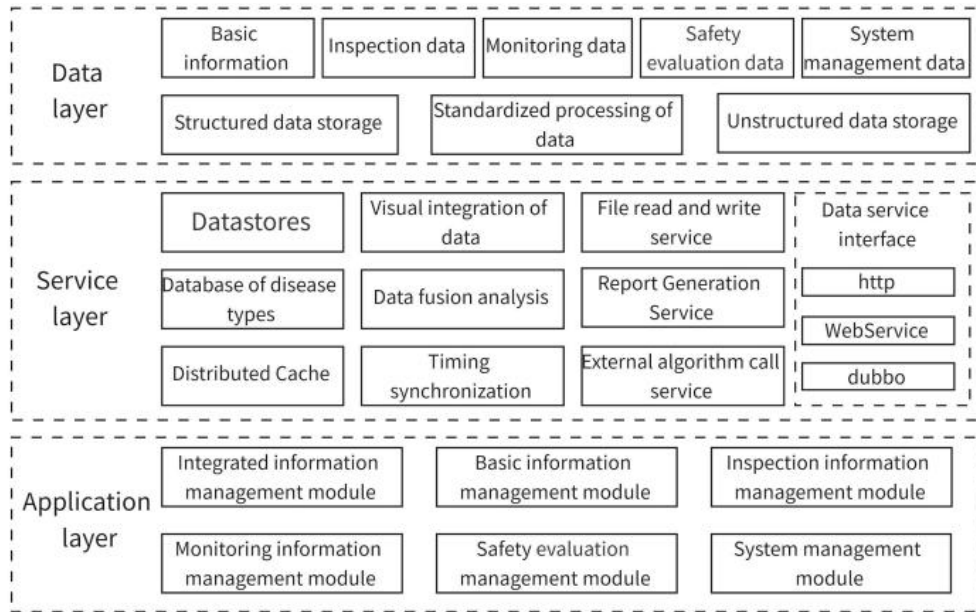 Data
layer
Basic
information
Inspection data
Monitoring data
Safety
evaluation data
System
management data
Structured data storage
Standardized processing of
data
Unstructured data storage
Service
layer
Datastores
Visual integration of
data
File read and write
service
Data service
interface
Database of disease
types
Data fusion analysis
Report Generation
Service
http
WebService
Distributed Cache
Timing
synchronization
External algorithm call
service
dubbo
Application
layer
Integrated information
management module
Basic information
management module
Inspection information
management module
Monitoring information
management module
Safety evaluation
management module
System management
module